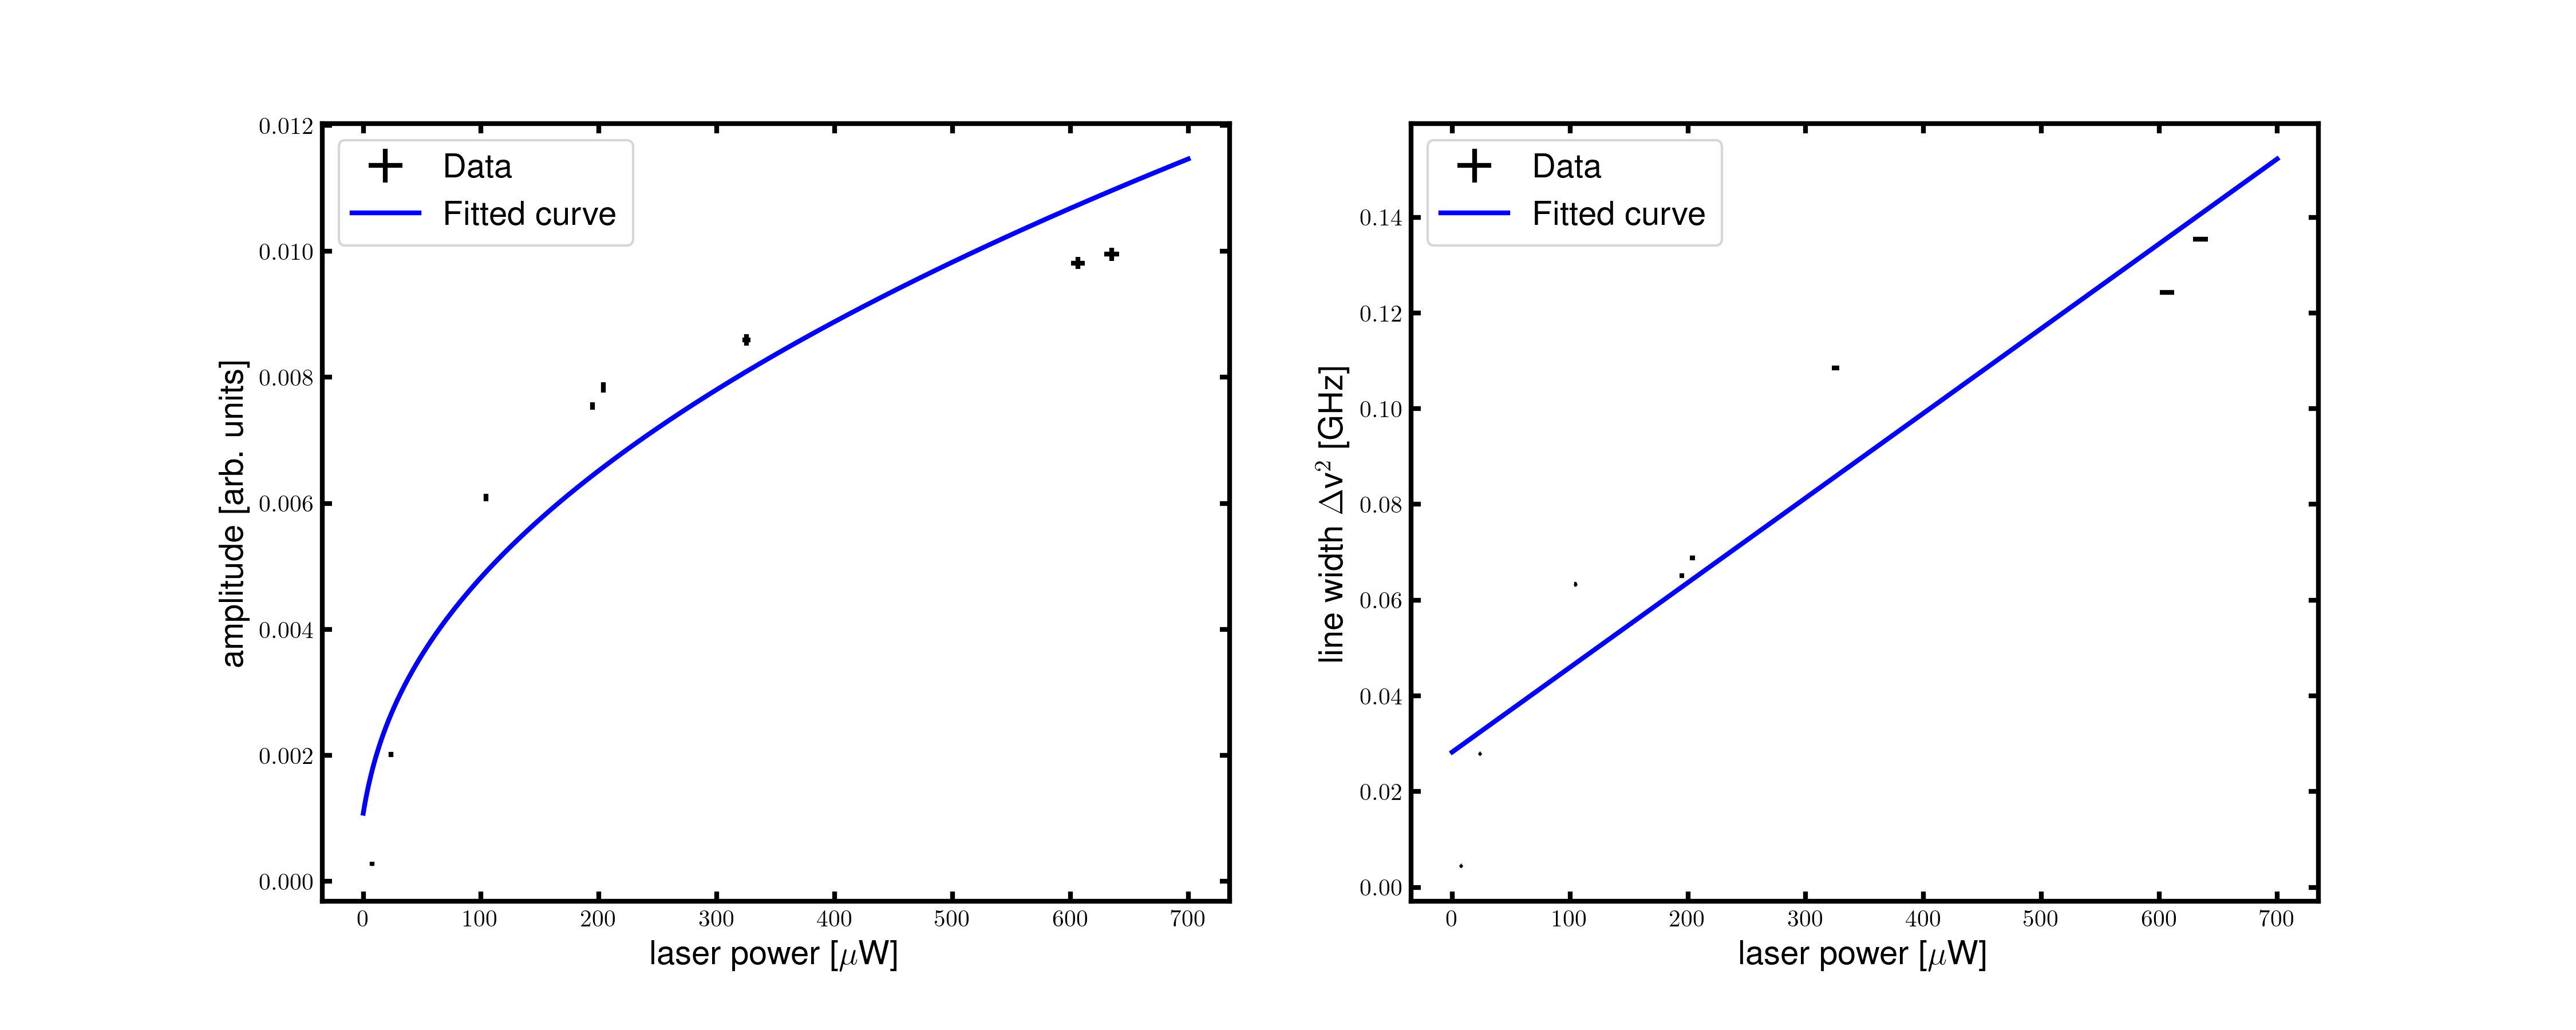 0.012
0.010
0.008
0.006
0.004
0.002
0.000
amplitude [arb. units]
Data
Fitted curve
0 100 200 300 400 500 600 700
laser power [μW]
0.14
0.12
0.10
0.08
0.06
0.04
0.02
0.00
line width Δv² [GHz]
Data
Fitted curve
0 100 200 300 400 500 600 700
laser power [μW]